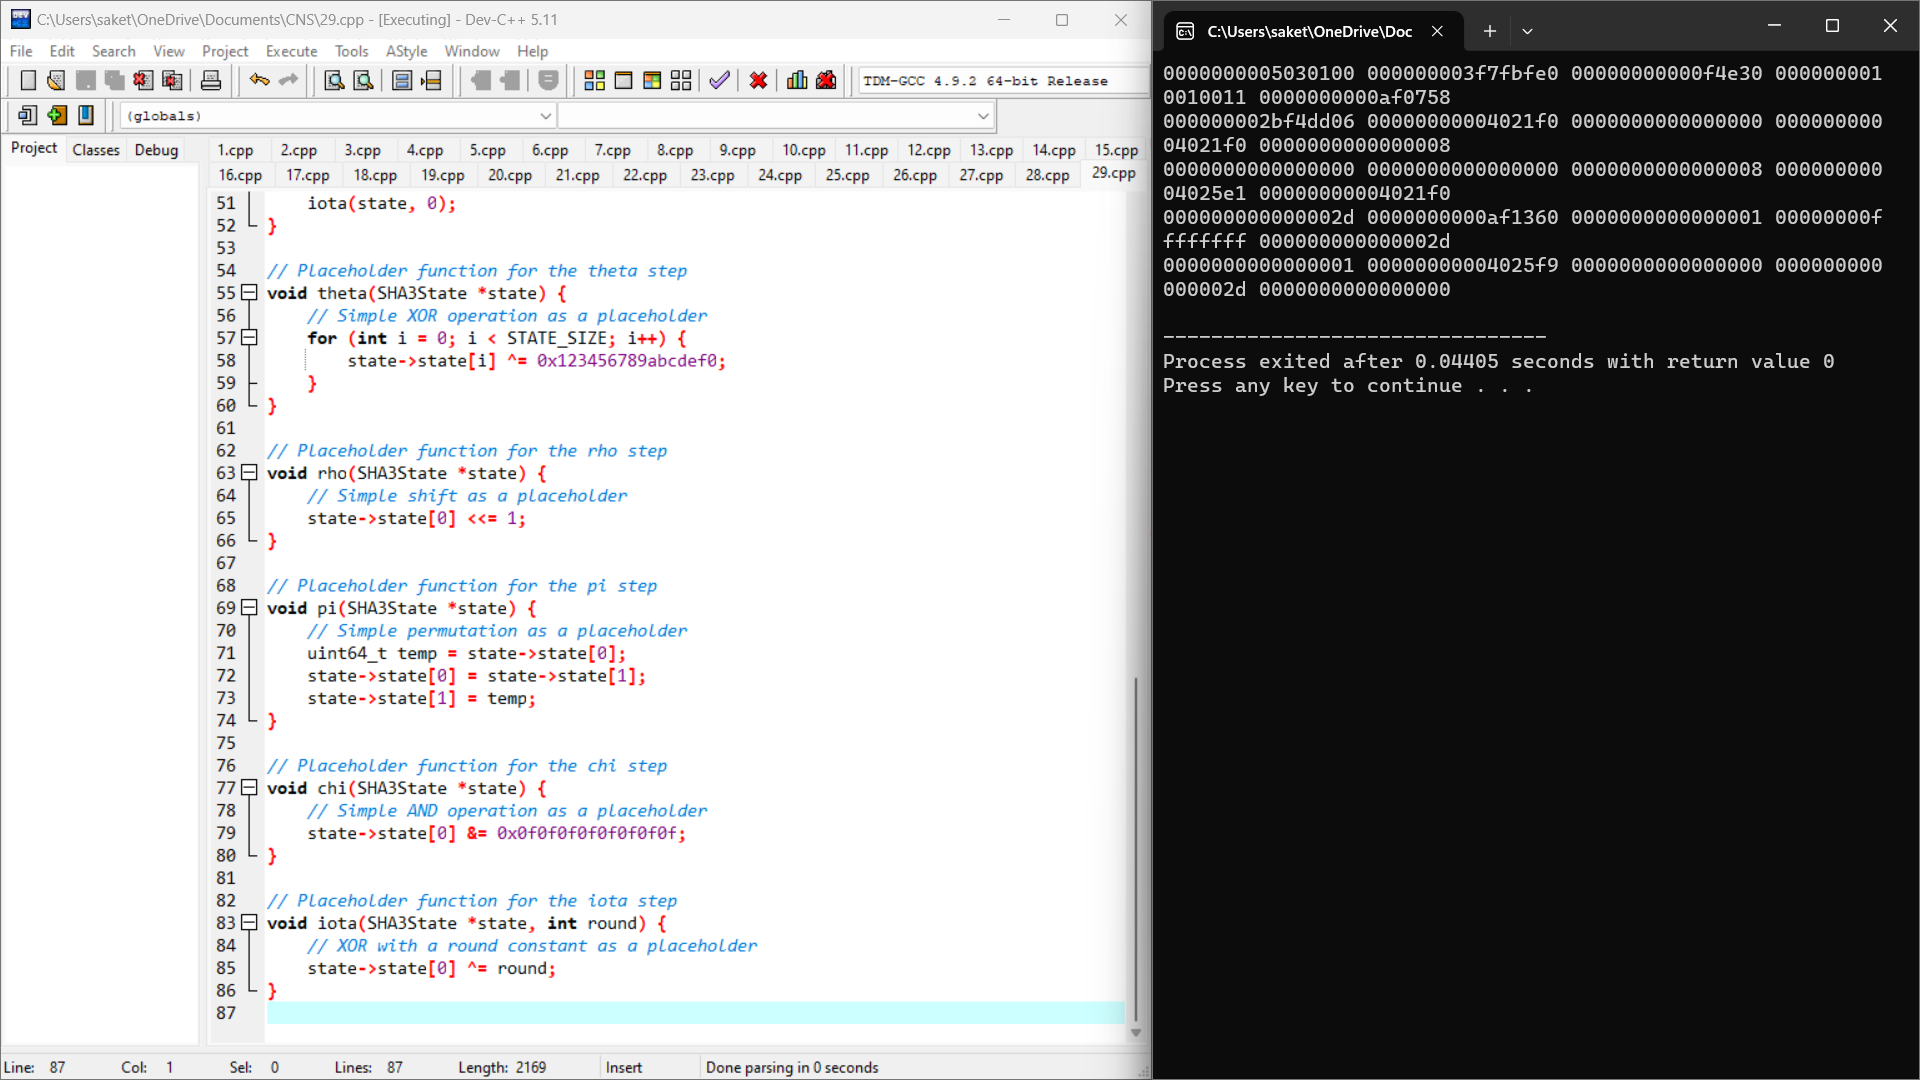 C:\Users\saket\OneDrive\Documents\CNS\29.cpp - [Executing] - Dev-C++ 5.11
File Edit Search View Project Execute Tools AStyle Window Help
TDM-GCC 4.9.2 64-bit Release
(globals)
Project Classes Debug
1.cpp 2.cpp 3.cpp 4.cpp 5.cpp 6.cpp 7.cpp 8.cpp 9.cpp 10.cpp 11.cpp 12.cpp 13.cpp 14.cpp 15.cpp
16.cpp 17.cpp 18.cpp 19.cpp 20.cpp 21.cpp 22.cpp 23.cpp 24.cpp 25.cpp 26.cpp 27.cpp 28.cpp 29.cpp
51 iota(state, 0);
52 }
53
54 // Placeholder function for the theta step
55 void theta(SHA3State *state) {
56 // Simple XOR operation as a placeholder
57 for (int i = 0; i < STATE_SIZE; i++) {
58 state->state[i] ^= 0x123456789abcdef0;
59 }
60 }
61
62 // Placeholder function for the rho step
63 void rho(SHA3State *state) {
64 // Simple shift as a placeholder
65 state->state[0] <<= 1;
66 }
67
68 // Placeholder function for the pi step
69 void pi(SHA3State *state) {
70 // Simple permutation as a placeholder
71 uint64_t temp = state->state[0];
72 state->state[0] = state->state[1];
73 state->state[1] = temp;
74 }
75
76 // Placeholder function for the chi step
77 void chi(SHA3State *state) {
78 // Simple AND operation as a placeholder
79 state->state[0] &= 0x0f0f0f0f0f0f0f0f;
80 }
81
82 // Placeholder function for the iota step
83 void iota(SHA3State *state, int round) {
84 // XOR with a round constant as a placeholder
85 state->state[0] ^= round;
86 }
87
Line: 87 Col: 1 Sel: 0 Lines: 87 Length: 2169 Insert Done parsing in 0 seconds
C:\Users\saket\OneDrive\Doc
0000000005030100 000000003f7fbfe0 00000000000f4e30 000000001
0010011 0000000000af0758
000000002bf4dd06 00000000004021f0 0000000000000000 000000000
04021f0 0000000000000008
0000000000000000 0000000000000000 0000000000000008 000000000
04025e1 00000000004021f0
000000000000002d 0000000000af1360 0000000000000001 00000000f
fffffff 000000000000002d
0000000000000001 00000000004025f9 0000000000000000 000000000
000002d 0000000000000000
--------------------------------
Process exited after 0.04405 seconds with return value 0
Press any key to continue . . .